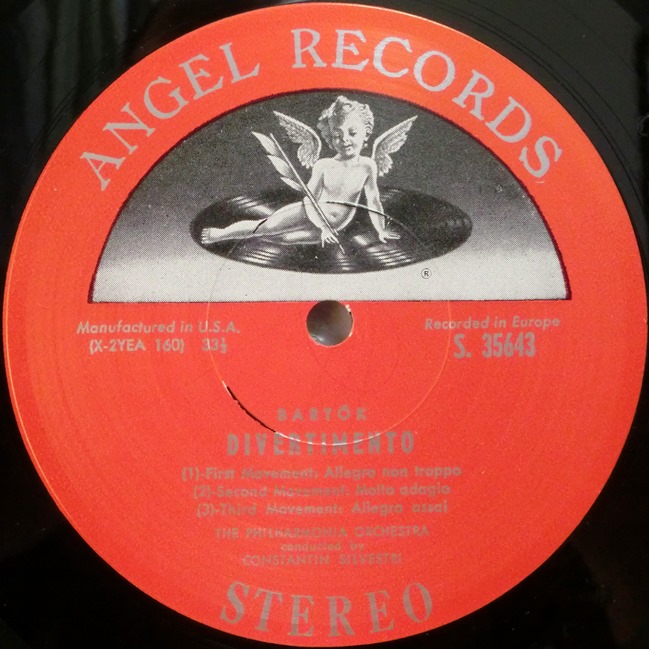 ANGEL RECORDS
®
Manufactured in U.S.A.
(X-2YEA 160) 33⅓
Recorded in Europe
S. 35643
BARTÓK
DIVERTIMENTO
(1)-First Movement: Allegro non troppo
(2)-Second Movement: Molto adagio
(3)-Third Movement: Allegro assai
THE PHILHARMONIA ORCHESTRA
conducted by
CONSTANTIN SILVESTRI
STEREO